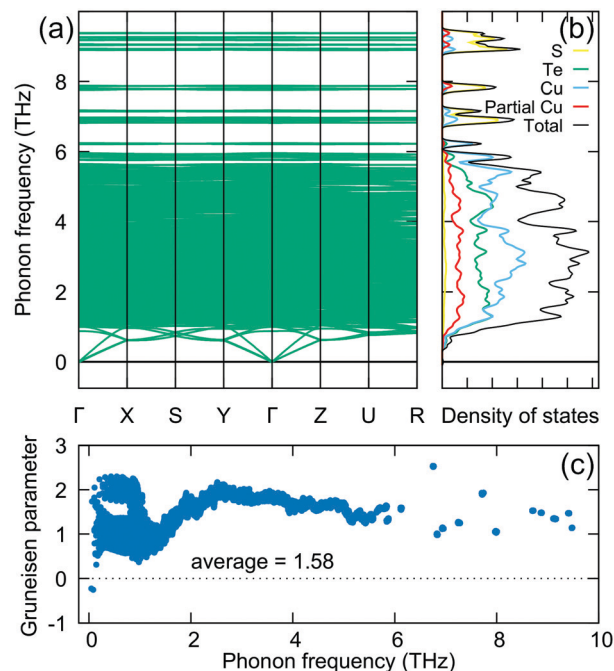 (a)
(b)
Phonon frequency (THz)
8
6
4
2
0
S
Te
Cu
Partial Cu
Total
Γ X S Y Γ Z U R
Density of states
(c)
Gruneisen parameter
3
2
1
0
-1
average = 1.58
0 2 4 6 8 10
Phonon frequency (THz)